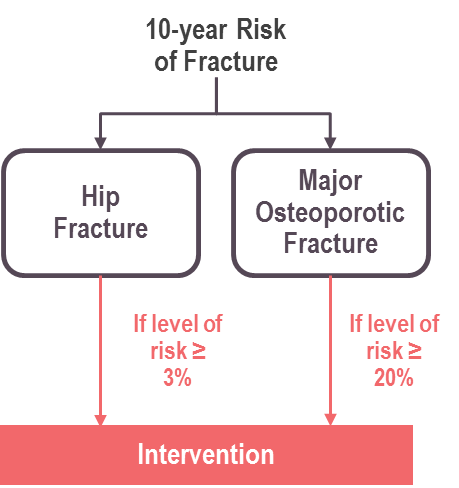 10-year Risk
of Fracture
Hip
Fracture
Major
Osteoporotic
Fracture
If level of
risk ≥
3%
If level of
risk ≥
20%
Intervention